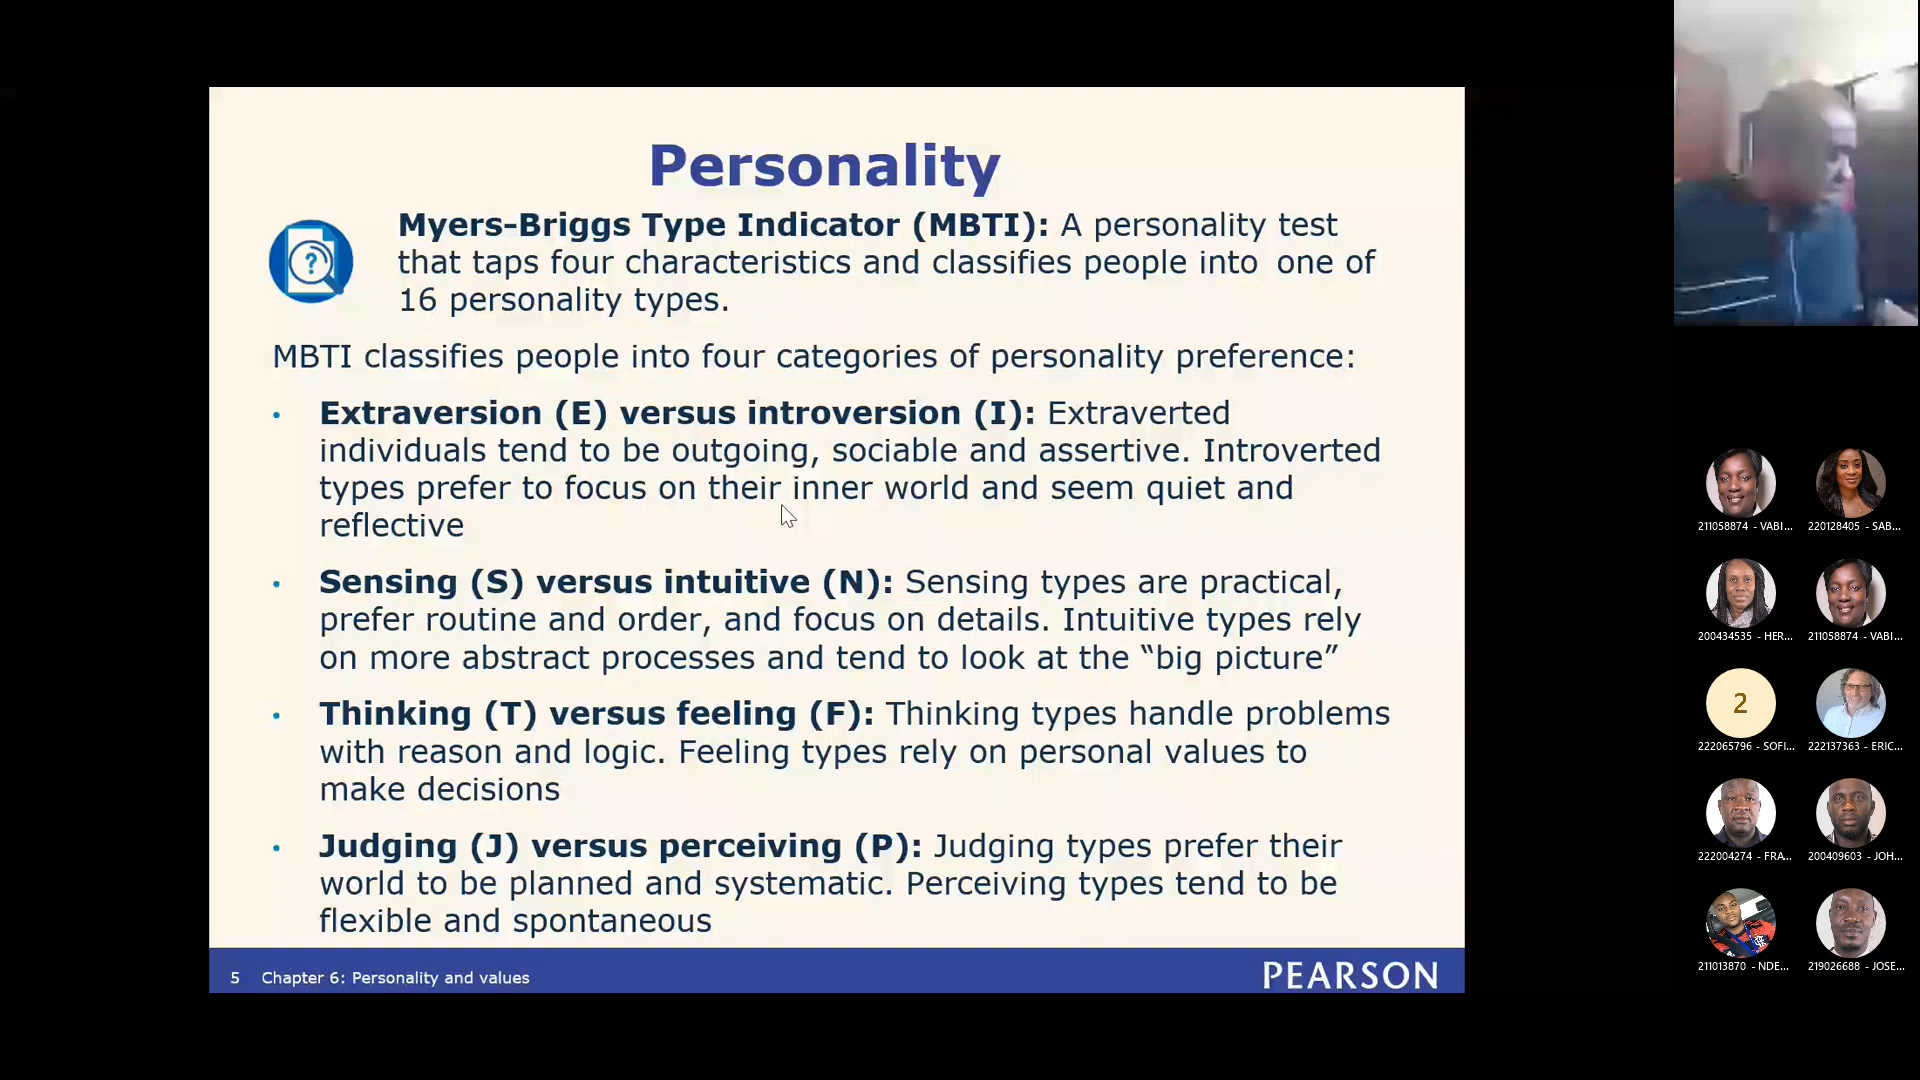 Personality
Myers-Briggs Type Indicator (MBTI): A personality test
that taps four characteristics and classifies people into one of
16 personality types.
MBTI classifies people into four categories of personality preference:
• Extraversion (E) versus introversion (I): Extraverted
individuals tend to be outgoing, sociable and assertive. Introverted
types prefer to focus on their inner world and seem quiet and
reflective
• Sensing (S) versus intuitive (N): Sensing types are practical,
prefer routine and order, and focus on details. Intuitive types rely
on more abstract processes and tend to look at the “big picture”
• Thinking (T) versus feeling (F): Thinking types handle problems
with reason and logic. Feeling types rely on personal values to
make decisions
• Judging (J) versus perceiving (P): Judging types prefer their
world to be planned and systematic. Perceiving types tend to be
flexible and spontaneous
5 Chapter 6: Personality and values
PEARSON
211058874 - VABI...
220128405 - SAB...
200434535 - HER...
211058874 - VABI...
2
222065796 - SOFI...
222137363 - ERIC...
222004274 - FRA...
200409603 - JOH...
211013870 - NDE...
219026688 - JOSE...